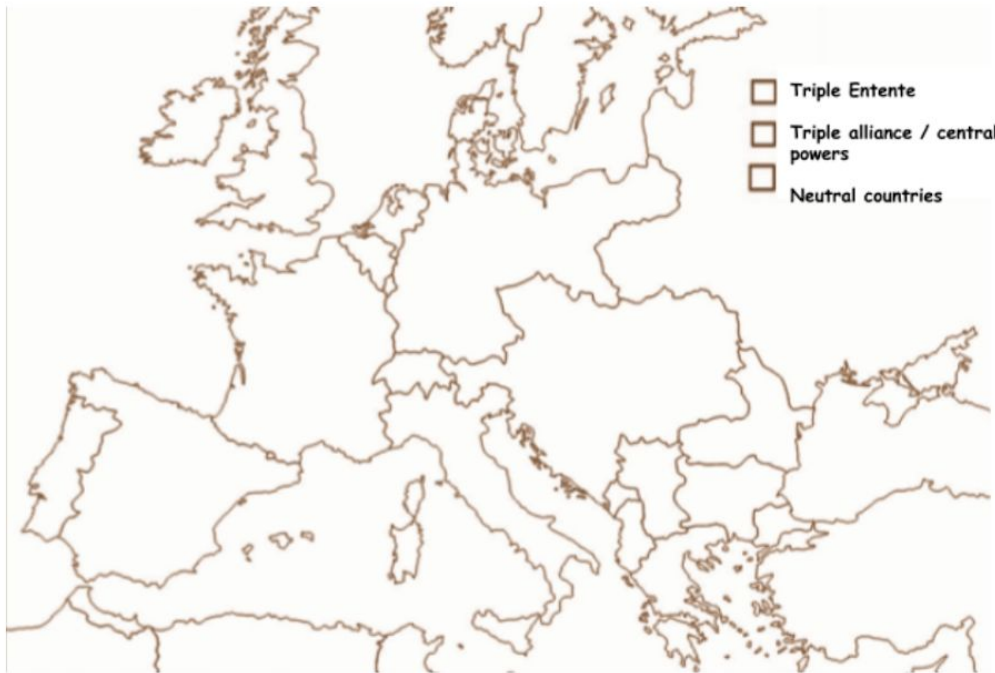 Triple Entente
Triple alliance / central
powers
Neutral countries